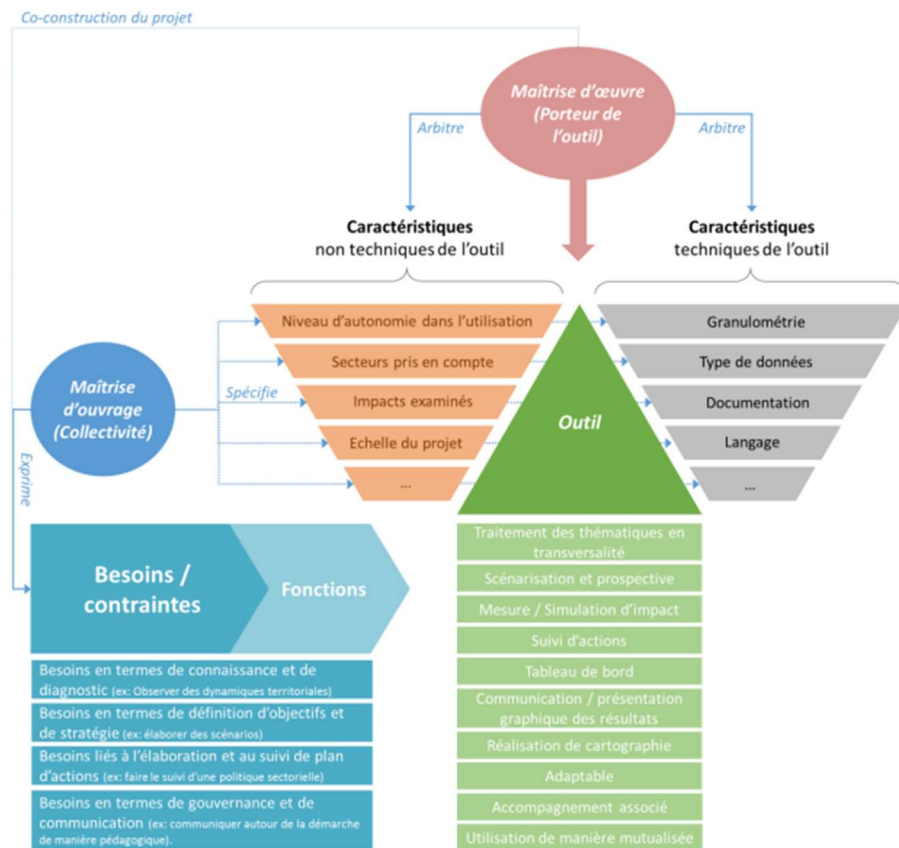 Co-construction du projet
Maîtrise d'œuvre
(Porteur de
l'outil)
Arbitre
Arbitre
Caractéristiques
non techniques de l'outil
Caractéristiques
techniques de l'outil
Niveau d'autonomie dans l'utilisation
Granulométrie
Secteurs pris en compte
Type de données
Maîtrise
d'ouvrage
(Collectivité)
Spécifie
Impacts examinés
Documentation
Outil
Echelle du projet
Langage
...
...
Exprime
Besoins /
contraintes
Fonctions
Besoins en termes de connaissance et de
diagnostic (ex: Observer des dynamiques territoriales)
Besoins en termes de définition d'objectifs et
de stratégie (ex: élaborer des scénarios)
Besoins liés à l'élaboration et au suivi de plan
d'actions (ex: faire le suivi d'une politique sectorielle)
Besoins en termes de gouvernance et de
communication (ex: communiquer autour de la démarche
de manière pédagogique).
Traitement des thématiques en
transversalité
Scénarisation et prospective
Mesure / Simulation d'impact
Suivi d'actions
Tableau de bord
Communication / présentation
graphique des résultats
Réalisation de cartographie
Adaptable
Accompagnement associé
Utilisation de manière mutualisée